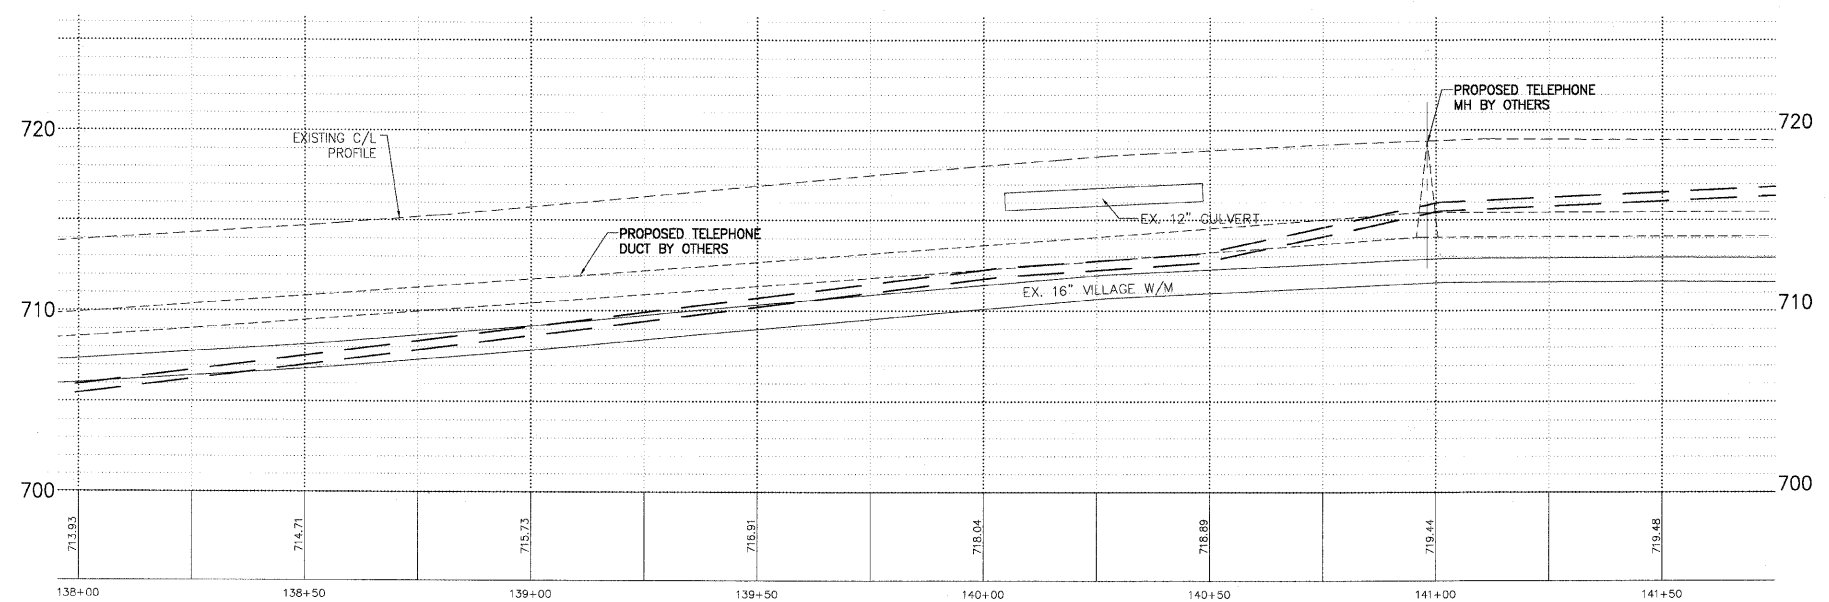 PROPOSED TELEPHONE
MH BY OTHERS
720
720
EXISTING C/L
PROFILE
EX. 12" CULVERT
PROPOSED TELEPHONE
DUCT BY OTHERS
EX. 16" VILLAGE W/M
710
710
700
700
713.93
714.71
715.73
716.91
718.04
718.89
719.44
719.48
138+00
138+50
139+00
139+50
140+00
140+50
141+00
141+50